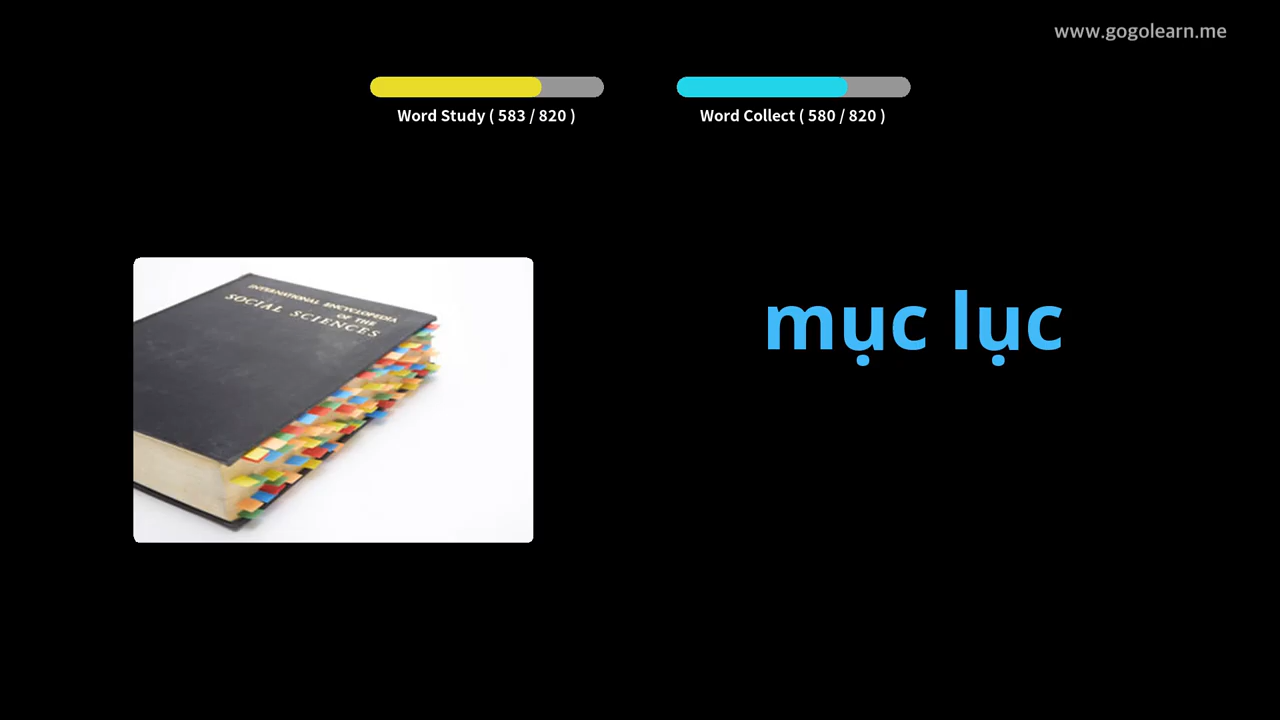 www.gogolearn.me
Word Study ( 583 / 820 )
Word Collect ( 580 / 820 )
INTERNATIONAL ENCYCLOPEDIA
OF THE
SOCIAL SCIENCES
mục lục